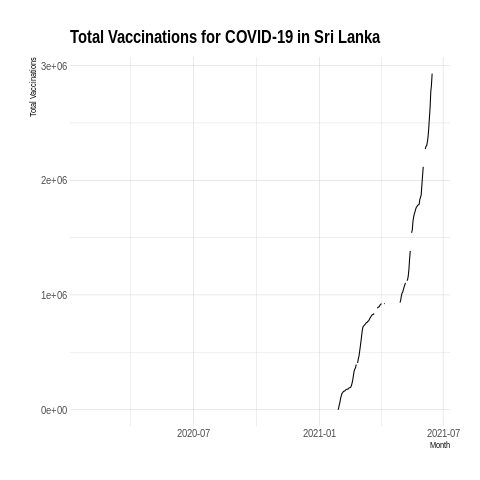 Total Vaccinations for COVID-19 in Sri Lanka
Total Vaccinations
3e+06
2e+06
1e+06
0e+00
2020-07
2021-01
2021-07
Month